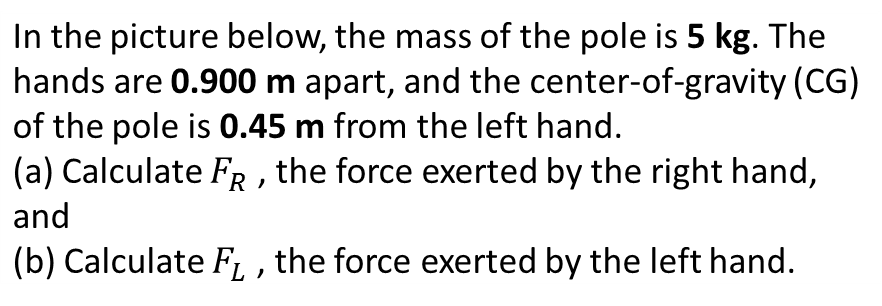 In the picture below, the mass of the pole is 5 kg. The
hands are 0.900 m apart, and the center-of-gravity (CG)
of the pole is 0.45 m from the left hand.
(a) Calculate F_R , the force exerted by the right hand,
and
(b) Calculate F_L , the force exerted by the left hand.